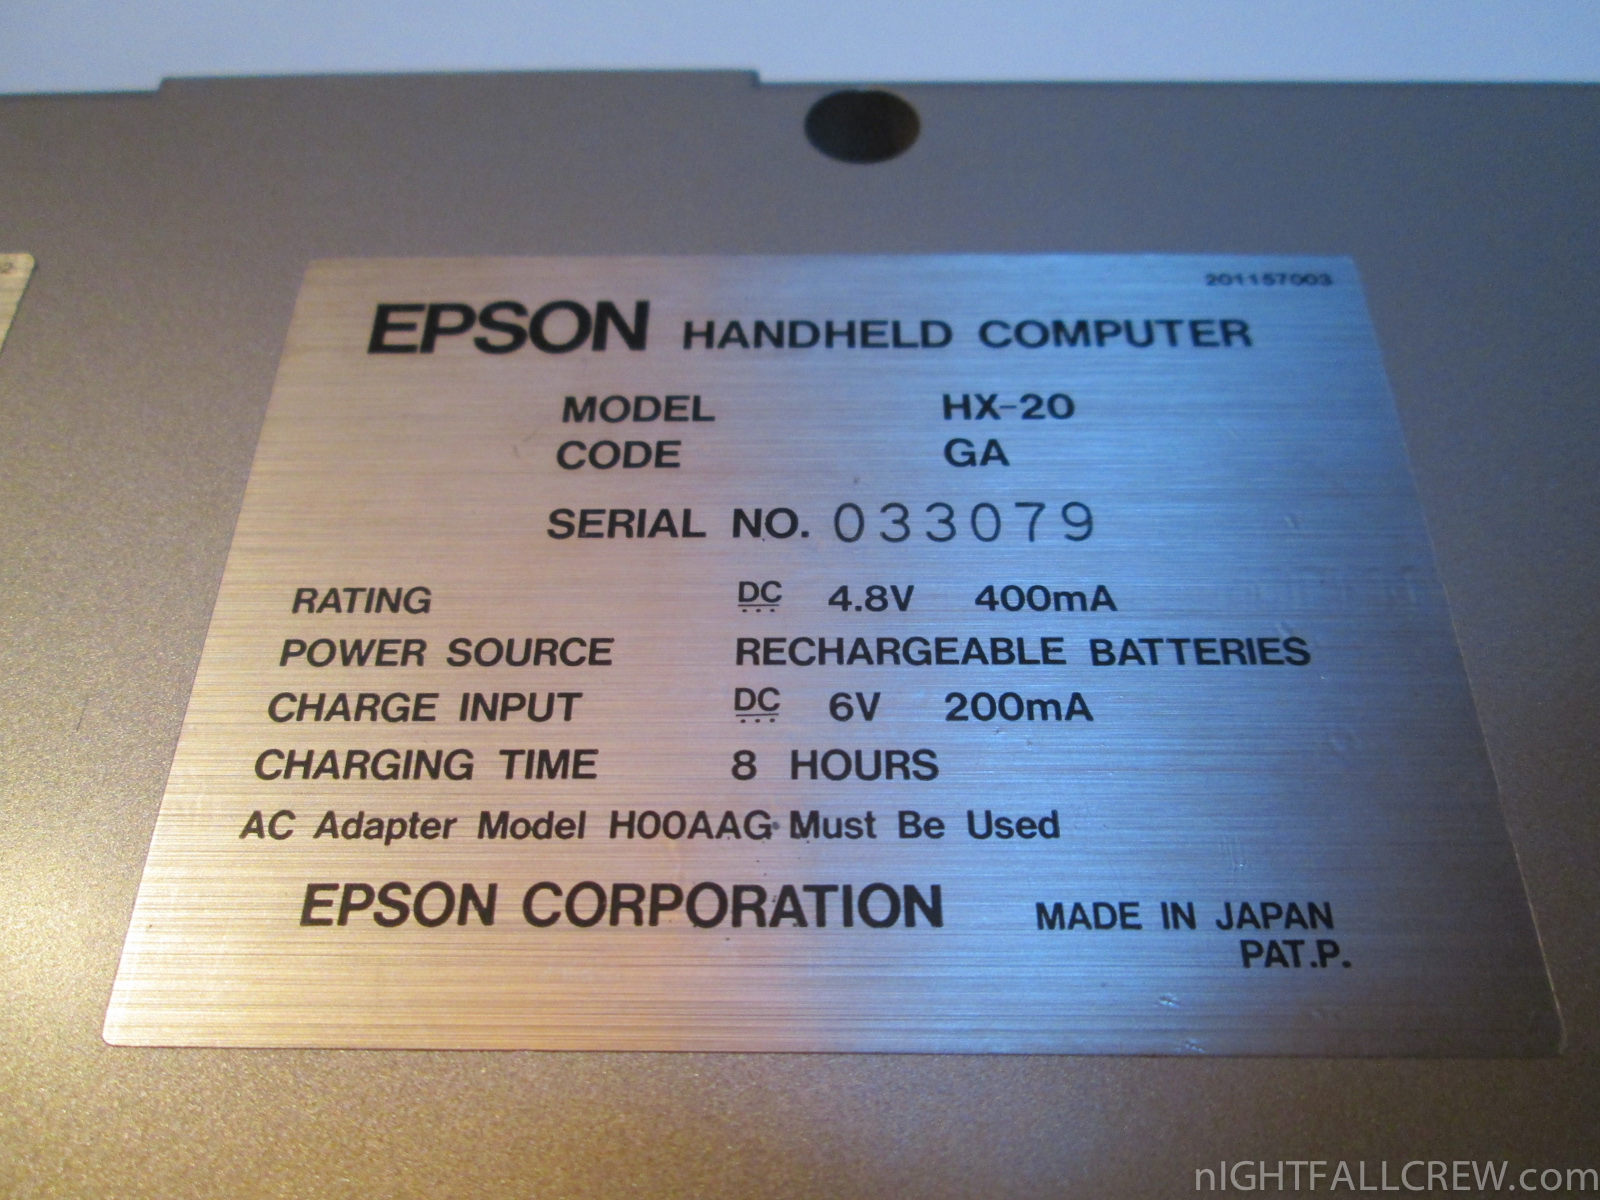 201157003
EPSON HANDHELD COMPUTER
MODEL HX-20
CODE GA
SERIAL NO. 033079
RATING DC 4.8V 400mA
POWER SOURCE RECHARGEABLE BATTERIES
CHARGE INPUT DC 6V 200mA
CHARGING TIME 8 HOURS
AC Adapter Model H00AAG Must Be Used
EPSON CORPORATION MADE IN JAPAN
PAT.P.
nIGHTFALLCREW.com